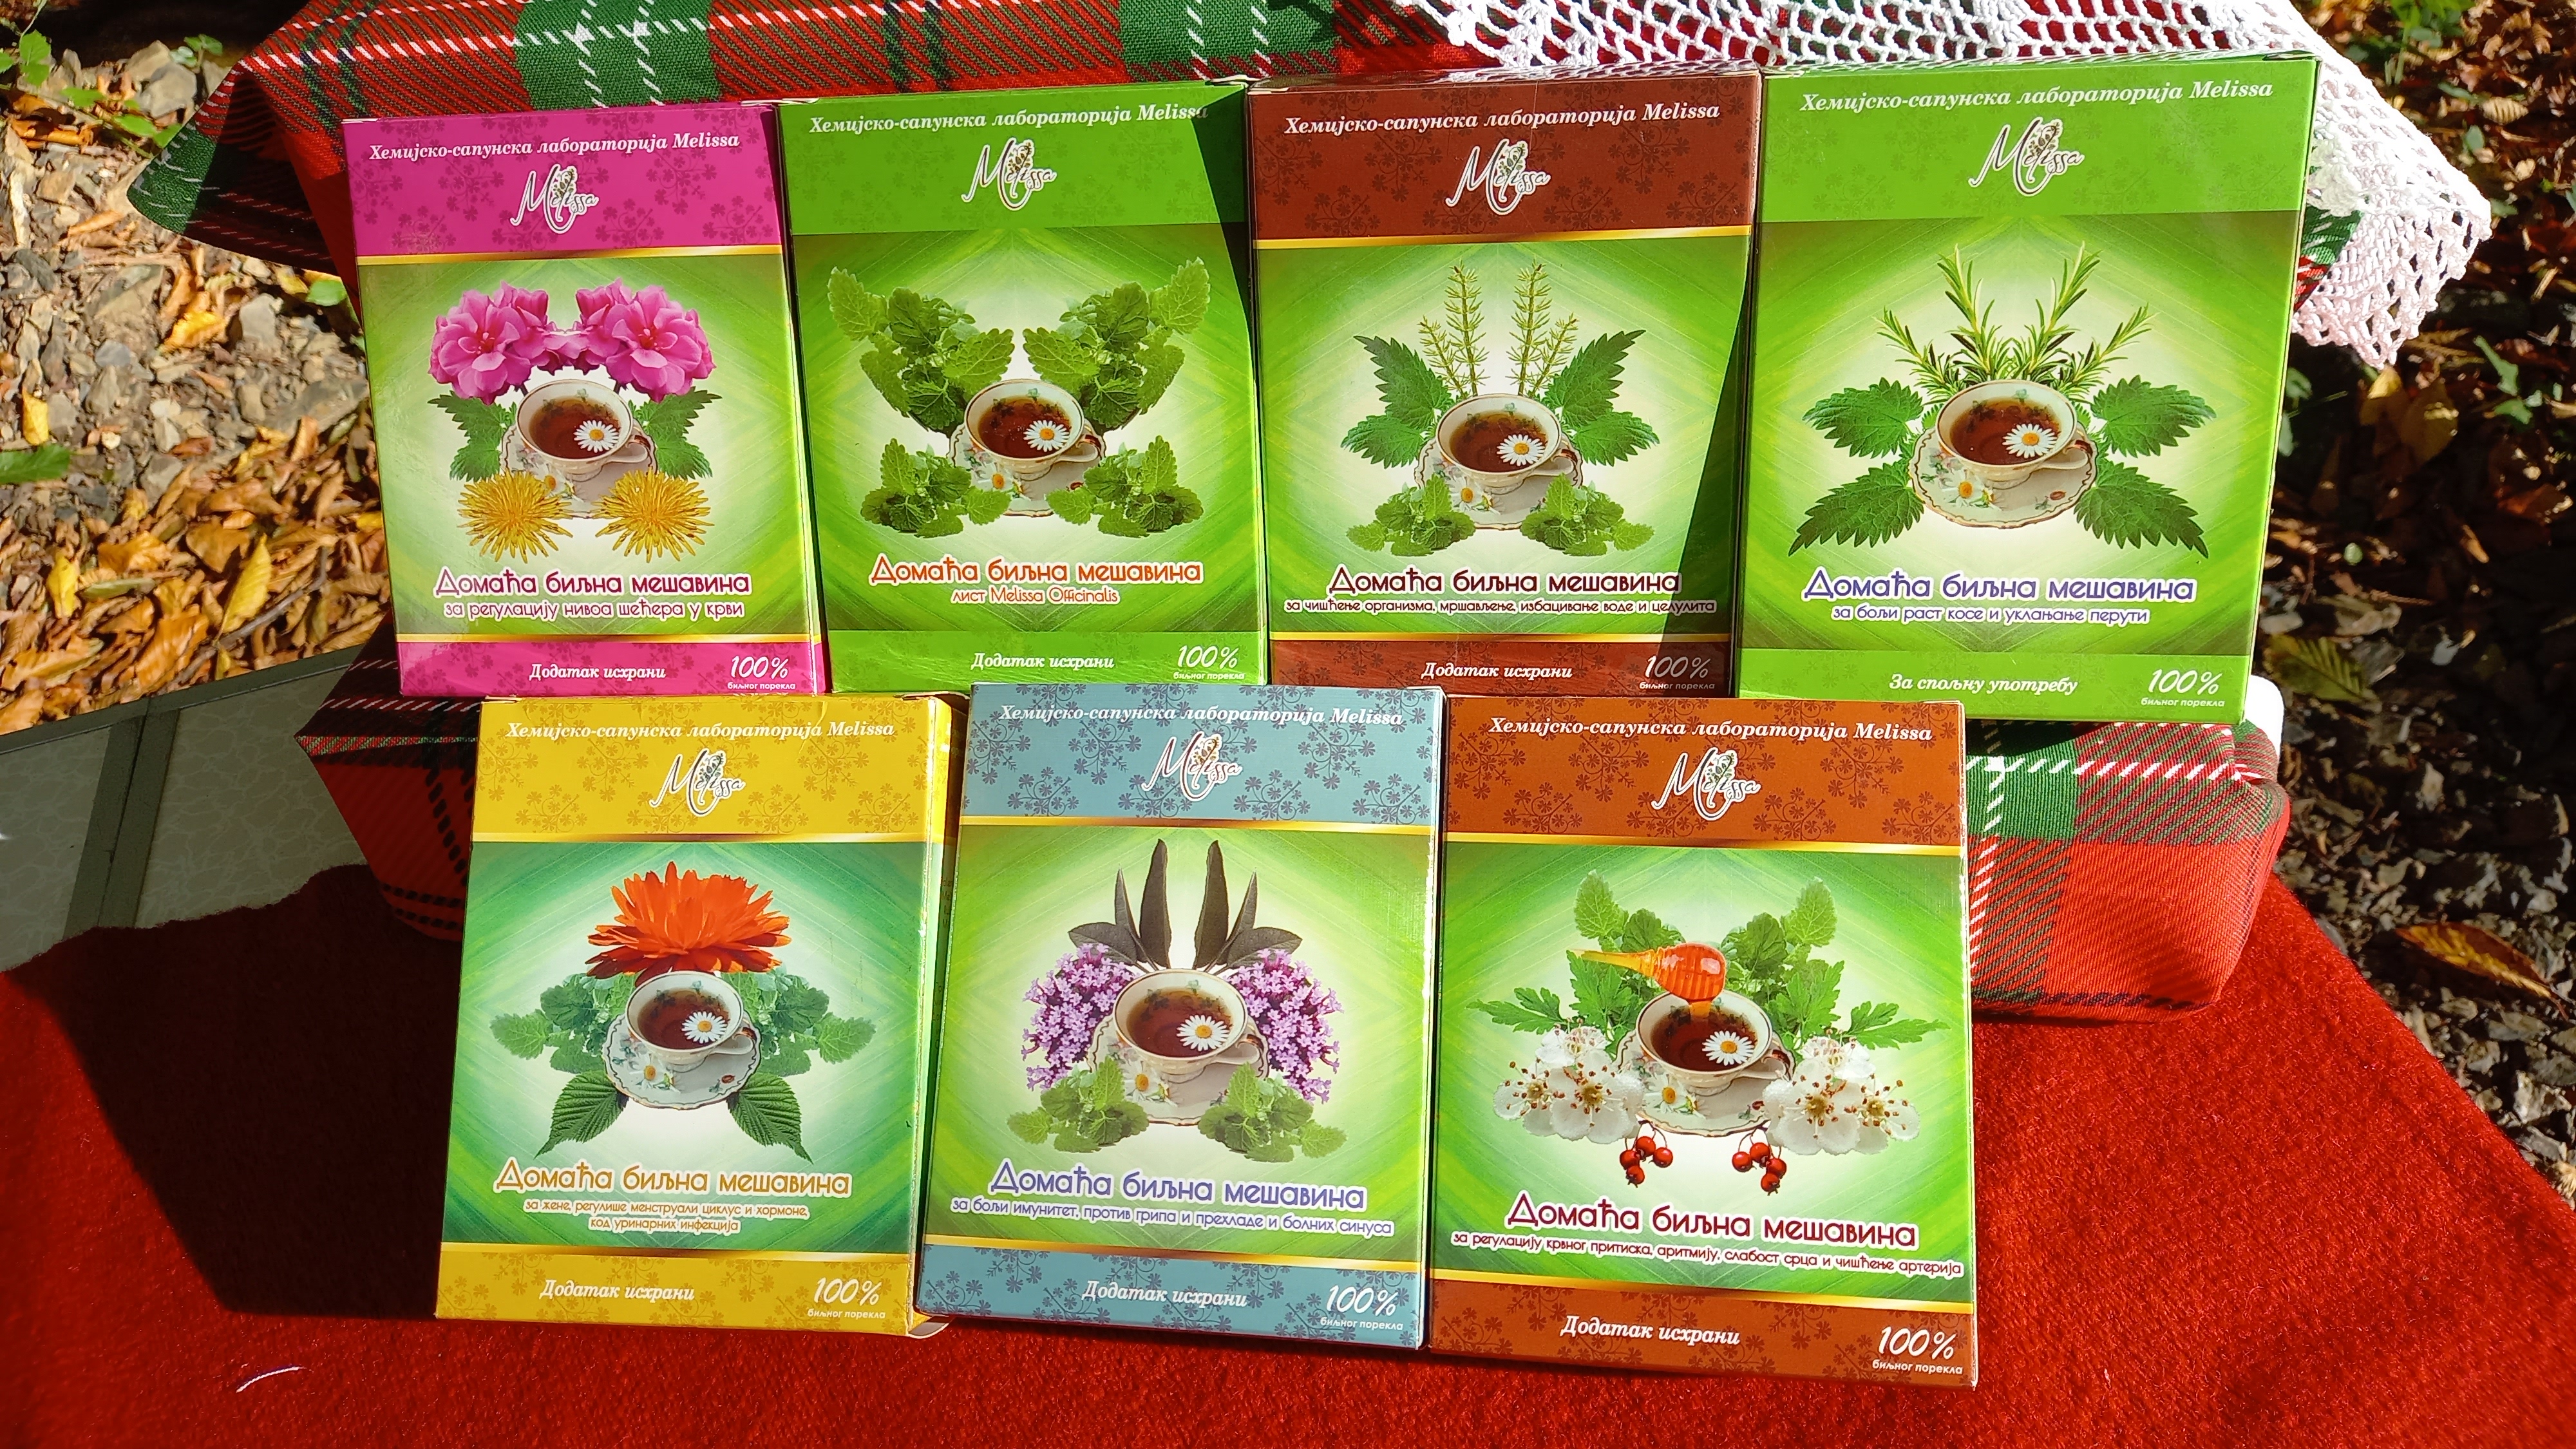 Хемијско-сапунска лабораторија Melissa
Melissa
Домаћа биљна мешавина
за регулацију нивоа шећера у крви
Додатак исхрани
100%
биљног порекла
Хемијско-сапунска лабораторија Melissa
Melissa
Домаћа биљна мешавина
лист Melissa Officinalis
Додатак исхрани
100%
биљног порекла
Хемијско-сапунска лабораторија Melissa
Melissa
Домаћа биљна мешавина
за чишћење организма, мршављење, избацивање воде и целулита
Додатак исхрани
100%
биљног порекла
Хемијско-сапунска лабораторија Melissa
Melissa
Домаћа биљна мешавина
за бољи раст косе и уклањање перути
За спољну употребу
100%
биљног порекла
Хемијско-сапунска лабораторија Melissa
Melissa
Домаћа биљна мешавина
за жене, регулише менструали циклус и хормоне,
код уринарних инфекција
Додатак исхрани
100%
биљног порекла
Хемијско-сапунска лабораторија Melissa
Melissa
Домаћа биљна мешавина
за бољи имунитет, против грипа и прехладе и болних синуса
Додатак исхрани
100%
биљног порекла
Хемијско-сапунска лабораторија Melissa
Melissa
Домаћа биљна мешавина
за регулацију крвног притиска, аритмију, слабост срца и чишћење артерија
Додатак исхрани
100%
биљног порекла